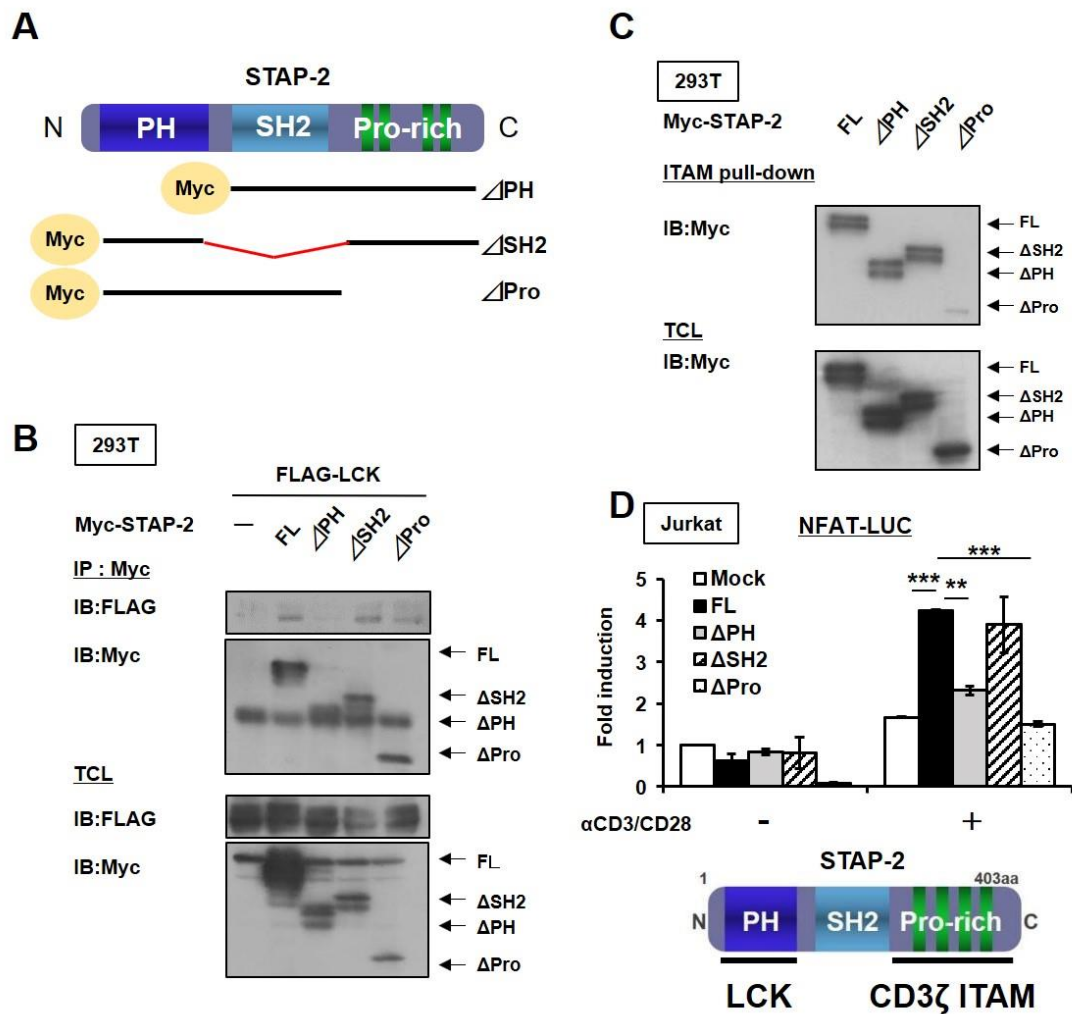 A
STAP-2
N PH SH2 Pro-rich C
Myc ⊿PH
Myc ⊿SH2
Myc ⊿Pro
B
293T
FLAG-LCK
Myc-STAP-2 — FL ⊿PH ⊿SH2 ⊿Pro
IP : Myc
IB:FLAG
IB:Myc
FL
ΔSH2
ΔPH
ΔPro
TCL
IB:FLAG
IB:Myc
FL
ΔSH2
ΔPH
ΔPro
C
293T
Myc-STAP-2 FL ⊿PH ⊿SH2 ⊿Pro
ITAM pull-down
IB:Myc
FL
ΔSH2
ΔPH
ΔPro
TCL
IB:Myc
FL
ΔSH2
ΔPH
ΔPro
D
Jurkat
NFAT-LUC
Fold induction
5
4
3
2
1
0
Mock
FL
ΔPH
ΔSH2
ΔPro
***
*** **
αCD3/CD28 - +
STAP-2
1 403aa
N PH SH2 Pro-rich C
LCK CD3ζ ITAM